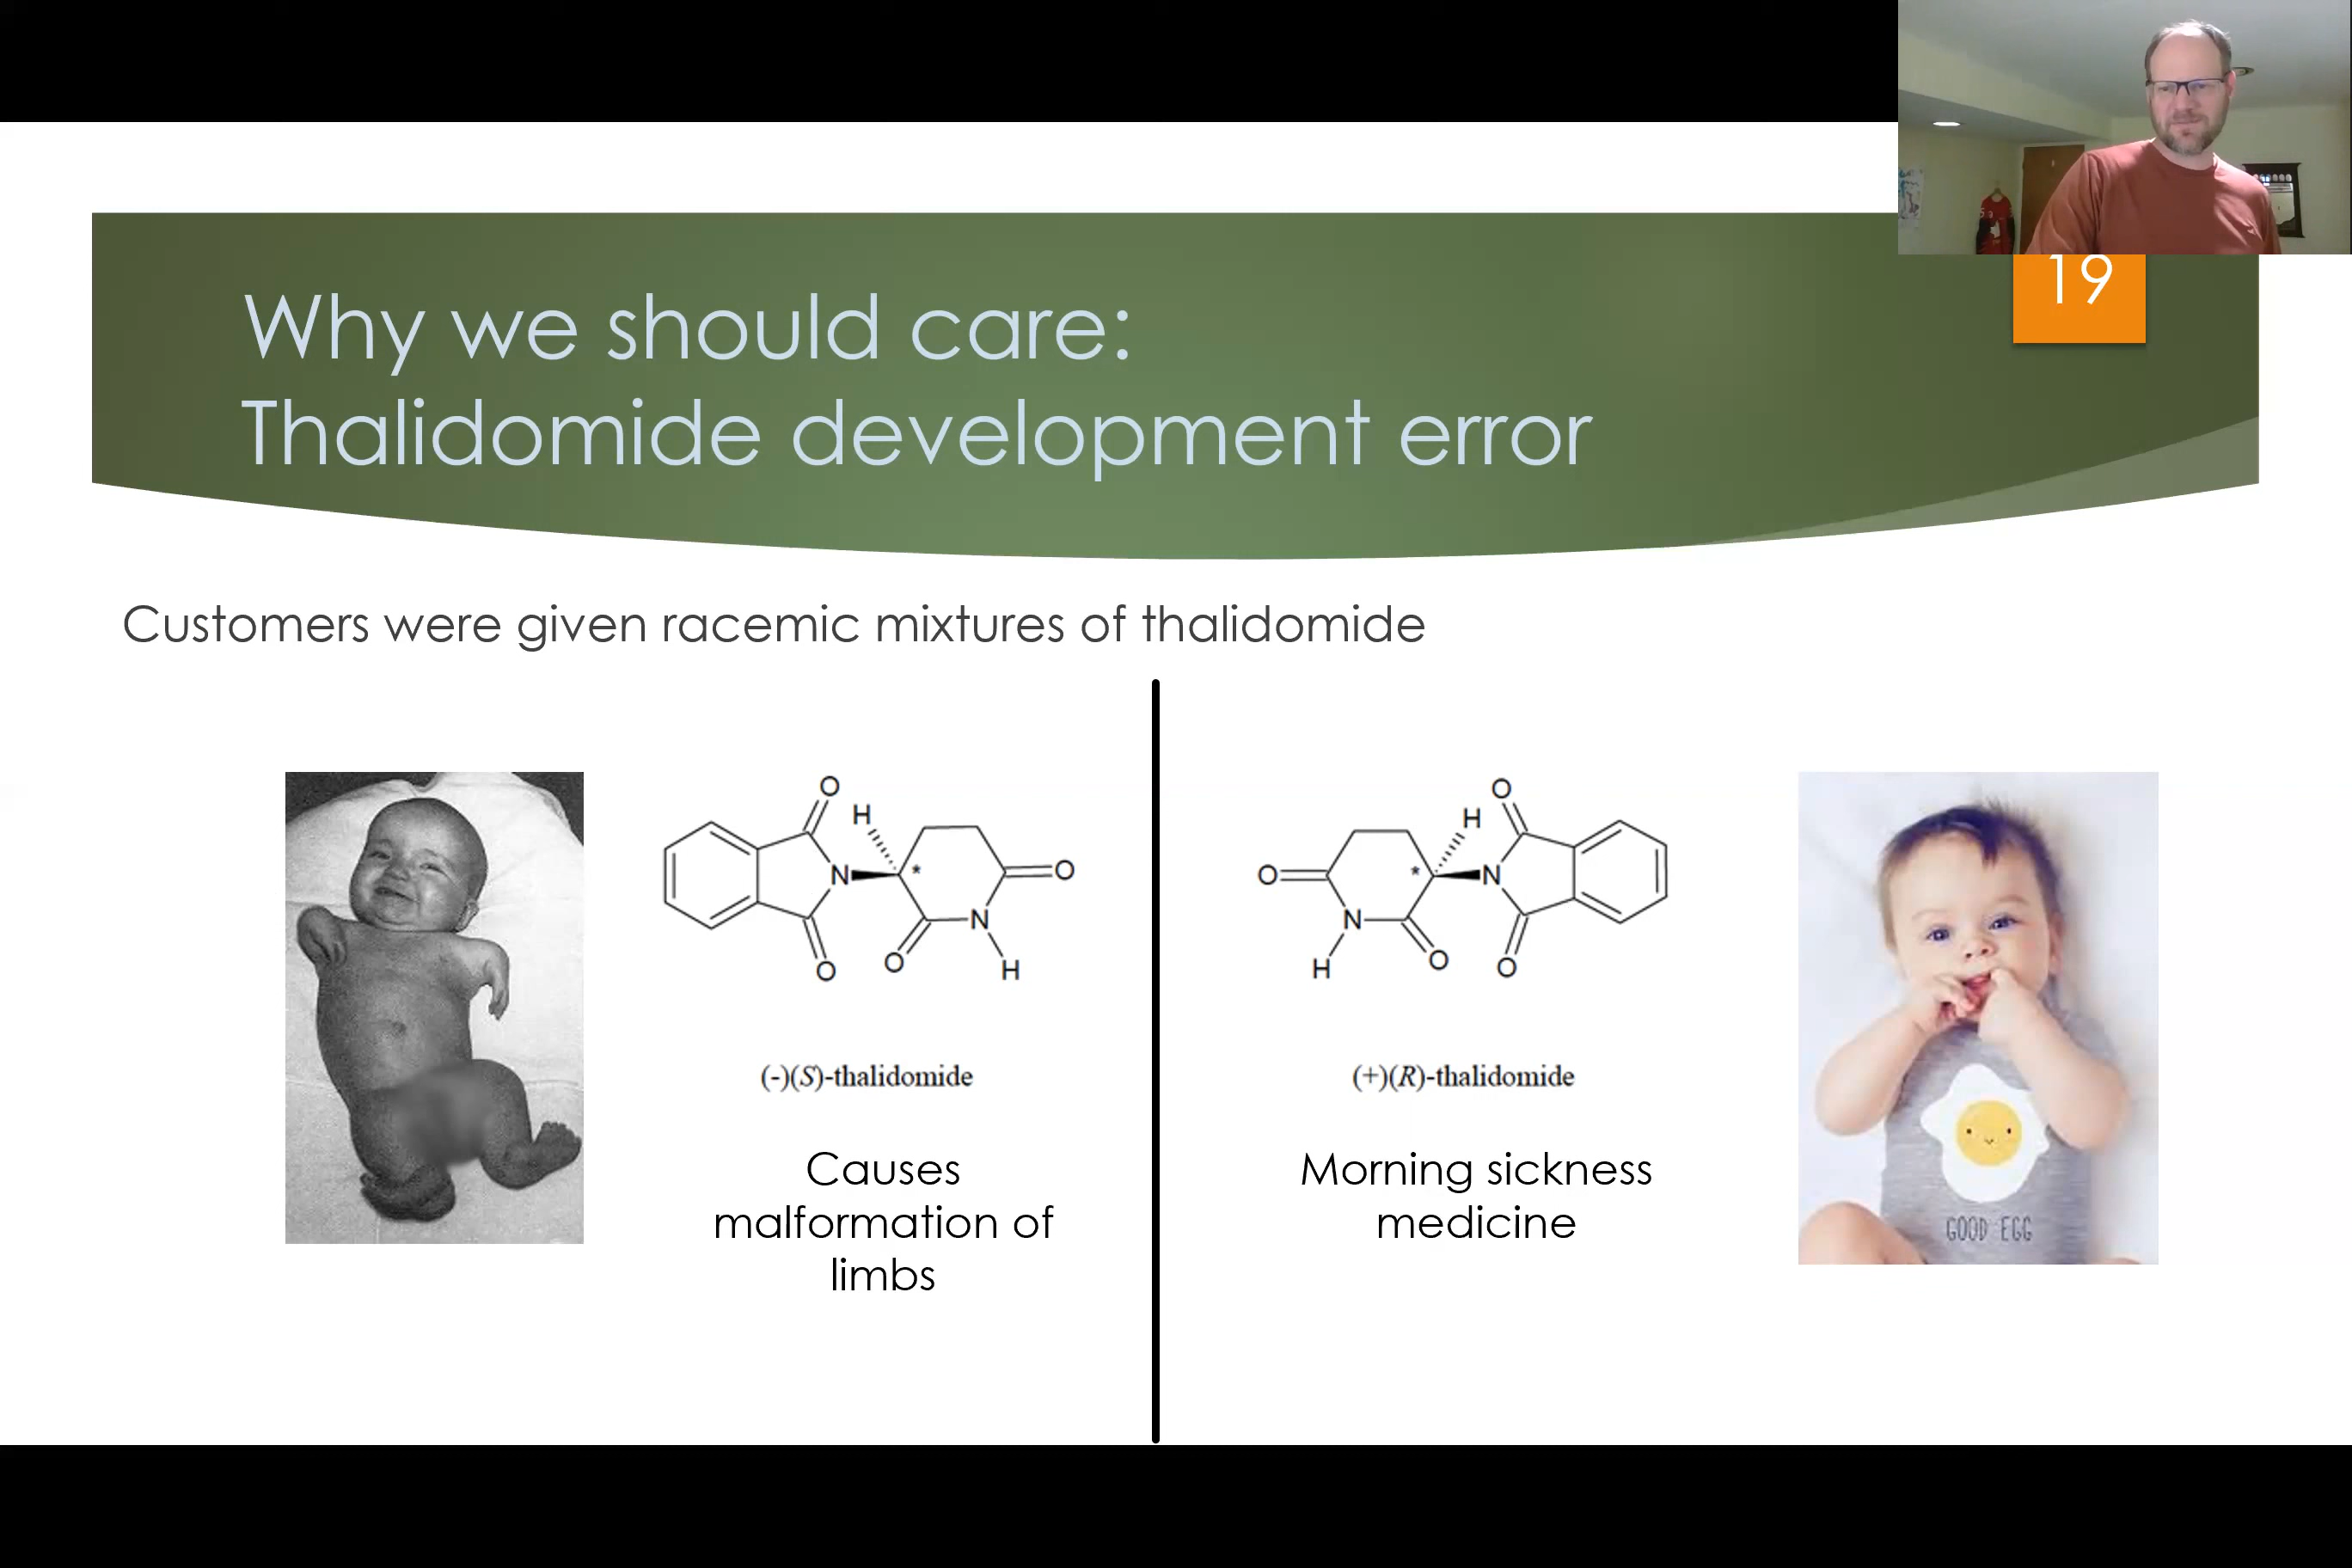 19
Why we should care:
Thalidomide development error
Customers were given racemic mixtures of thalidomide
O
H
N
*
O
O
O
N
H
(-)(S)-thalidomide
Causes
malformation of
limbs
O
H
O
*
N
N
O
O
H
(+)(R)-thalidomide
Morning sickness
medicine
GOOD EGG